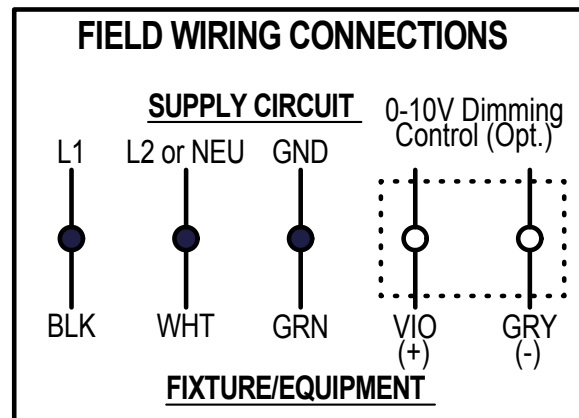 FIELD WIRING CONNECTIONS
SUPPLY CIRCUIT
0-10V Dimming
Control (Opt.)
L1 L2 or NEU GND
BLK WHT GRN VIO GRY
(+) (-)
FIXTURE/EQUIPMENT